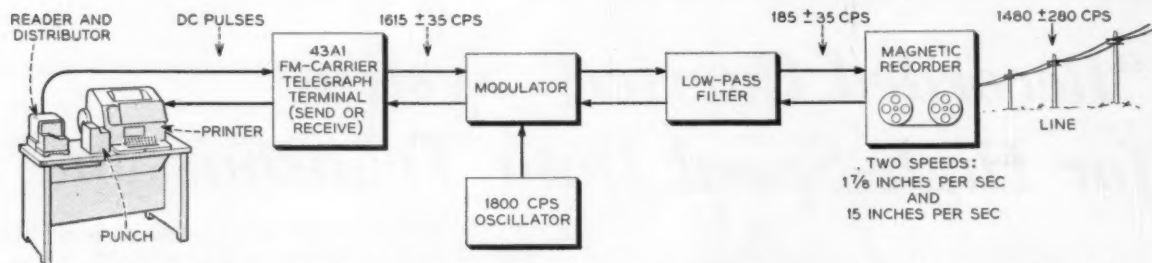 READER AND
DISTRIBUTOR
DC PULSES
1615 ±35 CPS
185 ±35 CPS
1480 ±280 CPS
43A1
FM-CARRIER
TELEGRAPH
TERMINAL
(SEND OR
RECEIVE)
MODULATOR
LOW-PASS
FILTER
MAGNETIC
RECORDER
PRINTER
LINE
PUNCH
1800 CPS
OSCILLATOR
TWO SPEEDS:
1 7/8 INCHES PER SEC
AND
15 INCHES PER SEC